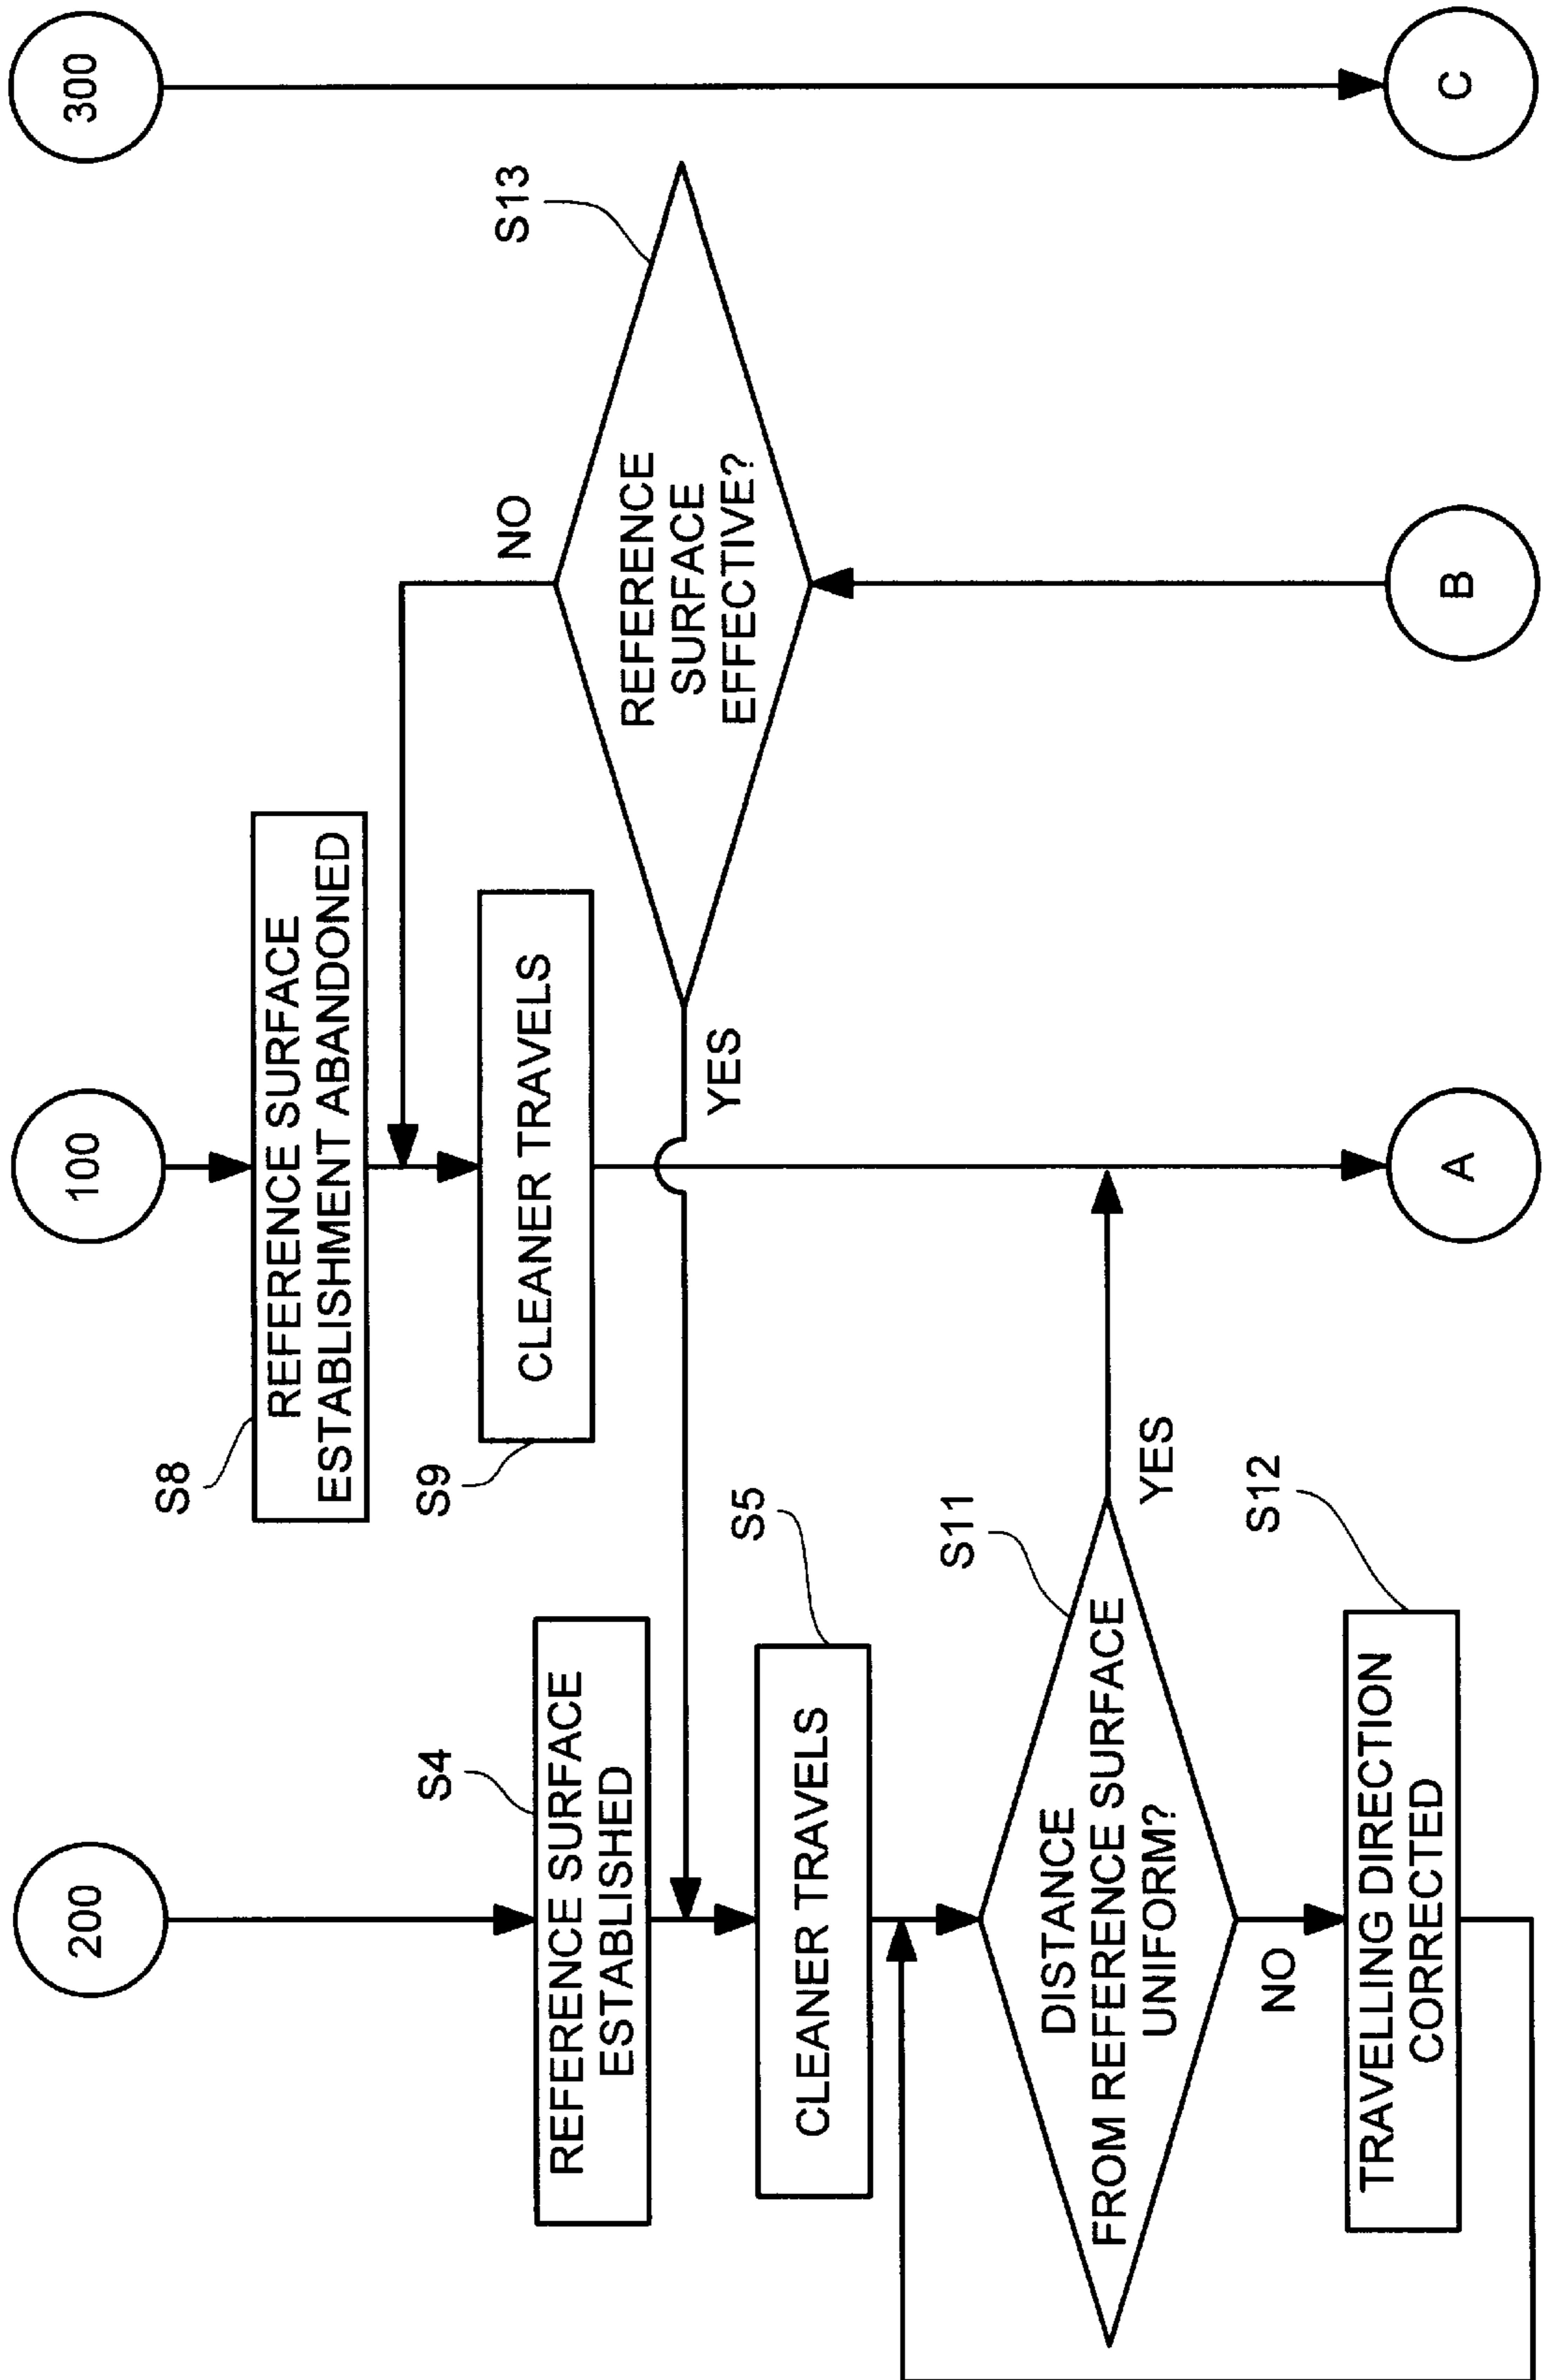 200
100
300
S8
REFERENCE SURFACE
ESTABLISHMENT ABANDONED
S4
REFERENCE SURFACE
ESTABLISHED
S9
CLEANER TRAVELS
NO
S13
REFERENCE
SURFACE
EFFECTIVE?
YES
S5
CLEANER TRAVELS
S11
DISTANCE
FROM REFERENCE SURFACE
UNIFORM?
YES
NO
S12
TRAVELLING DIRECTION
CORRECTED
A
B
C